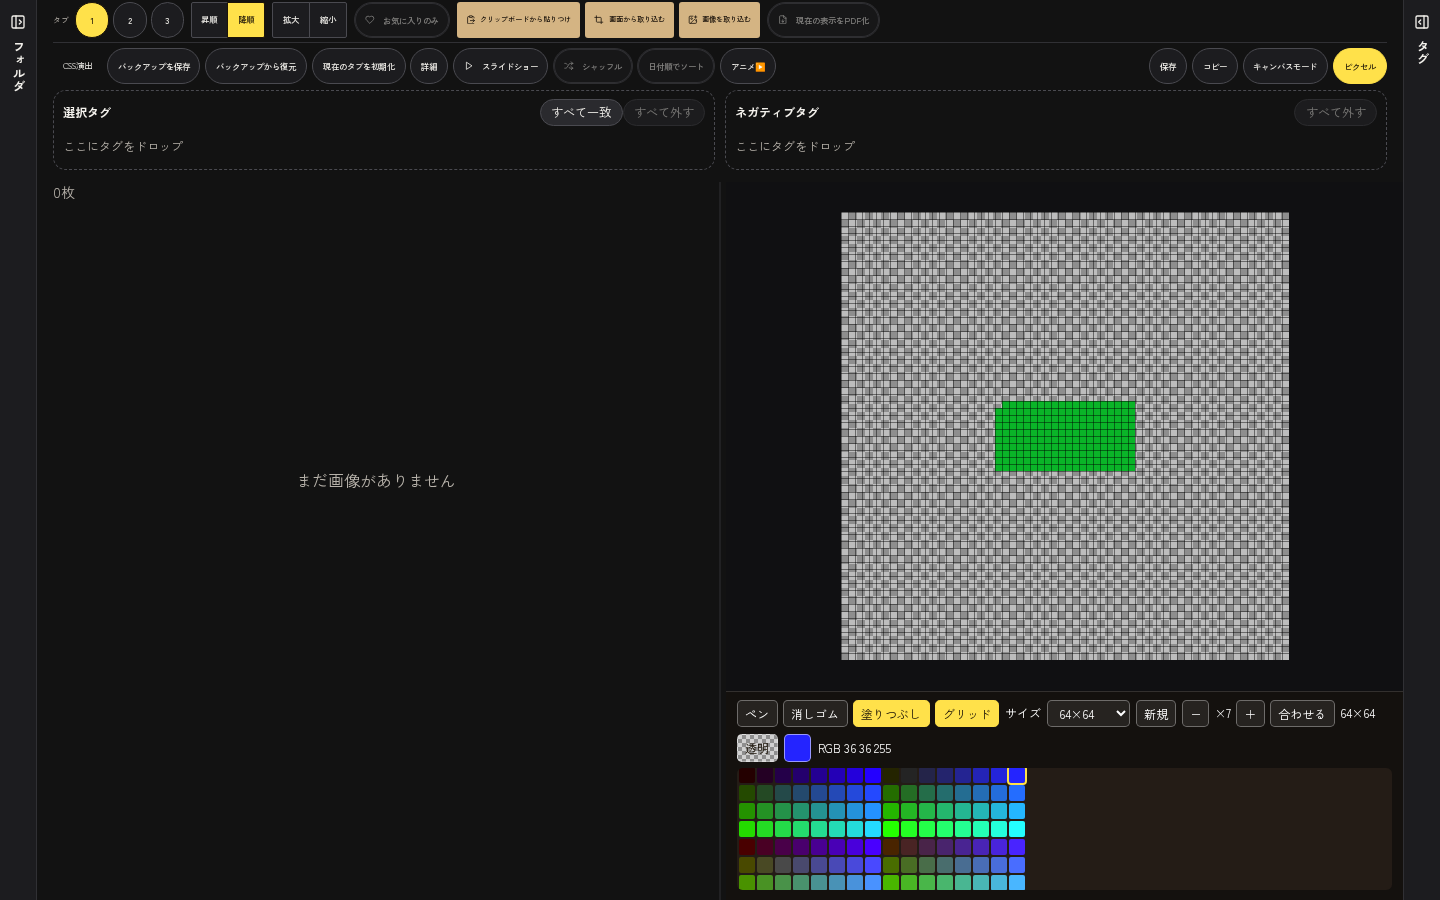 タブ 1 2 3 昇順 降順 拡大 縮小 お気に入りのみ クリップボードから貼りつけ 画面から取り込む 画像を取り込む 現在の表示をPDF化
CSS演出 バックアップを保存 バックアップから復元 現在のタブを初期化 詳細 スライドショー シャッフル 日付順でソート アニメ▶ 保存 コピー キャンバスモード ピクセル
フォルダ
タグ
選択タグ すべて一致 すべて外す
ここにタグをドロップ
ネガティブタグ すべて外す
ここにタグをドロップ
0枚
まだ画像がありません
ペン 消しゴム 塗りつぶし グリッド サイズ 64×64 新規 − ×7 + 合わせる 64×64
透明 RGB 36 36 255